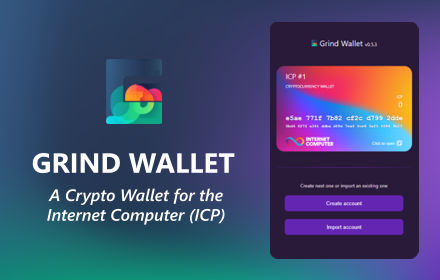 GRIND WALLET
A Crypto Wallet for the
Internet Computer (ICP)
Grind Wallet v0.5.3
ICP #1
CRYPTOCURRENCY WALLET
ICP
0
e5ae 771f 7b82 cf2c d799 2dde
INTERNET
COMPUTER
Click to open
Create next one or import an existing one
Create account
Import account